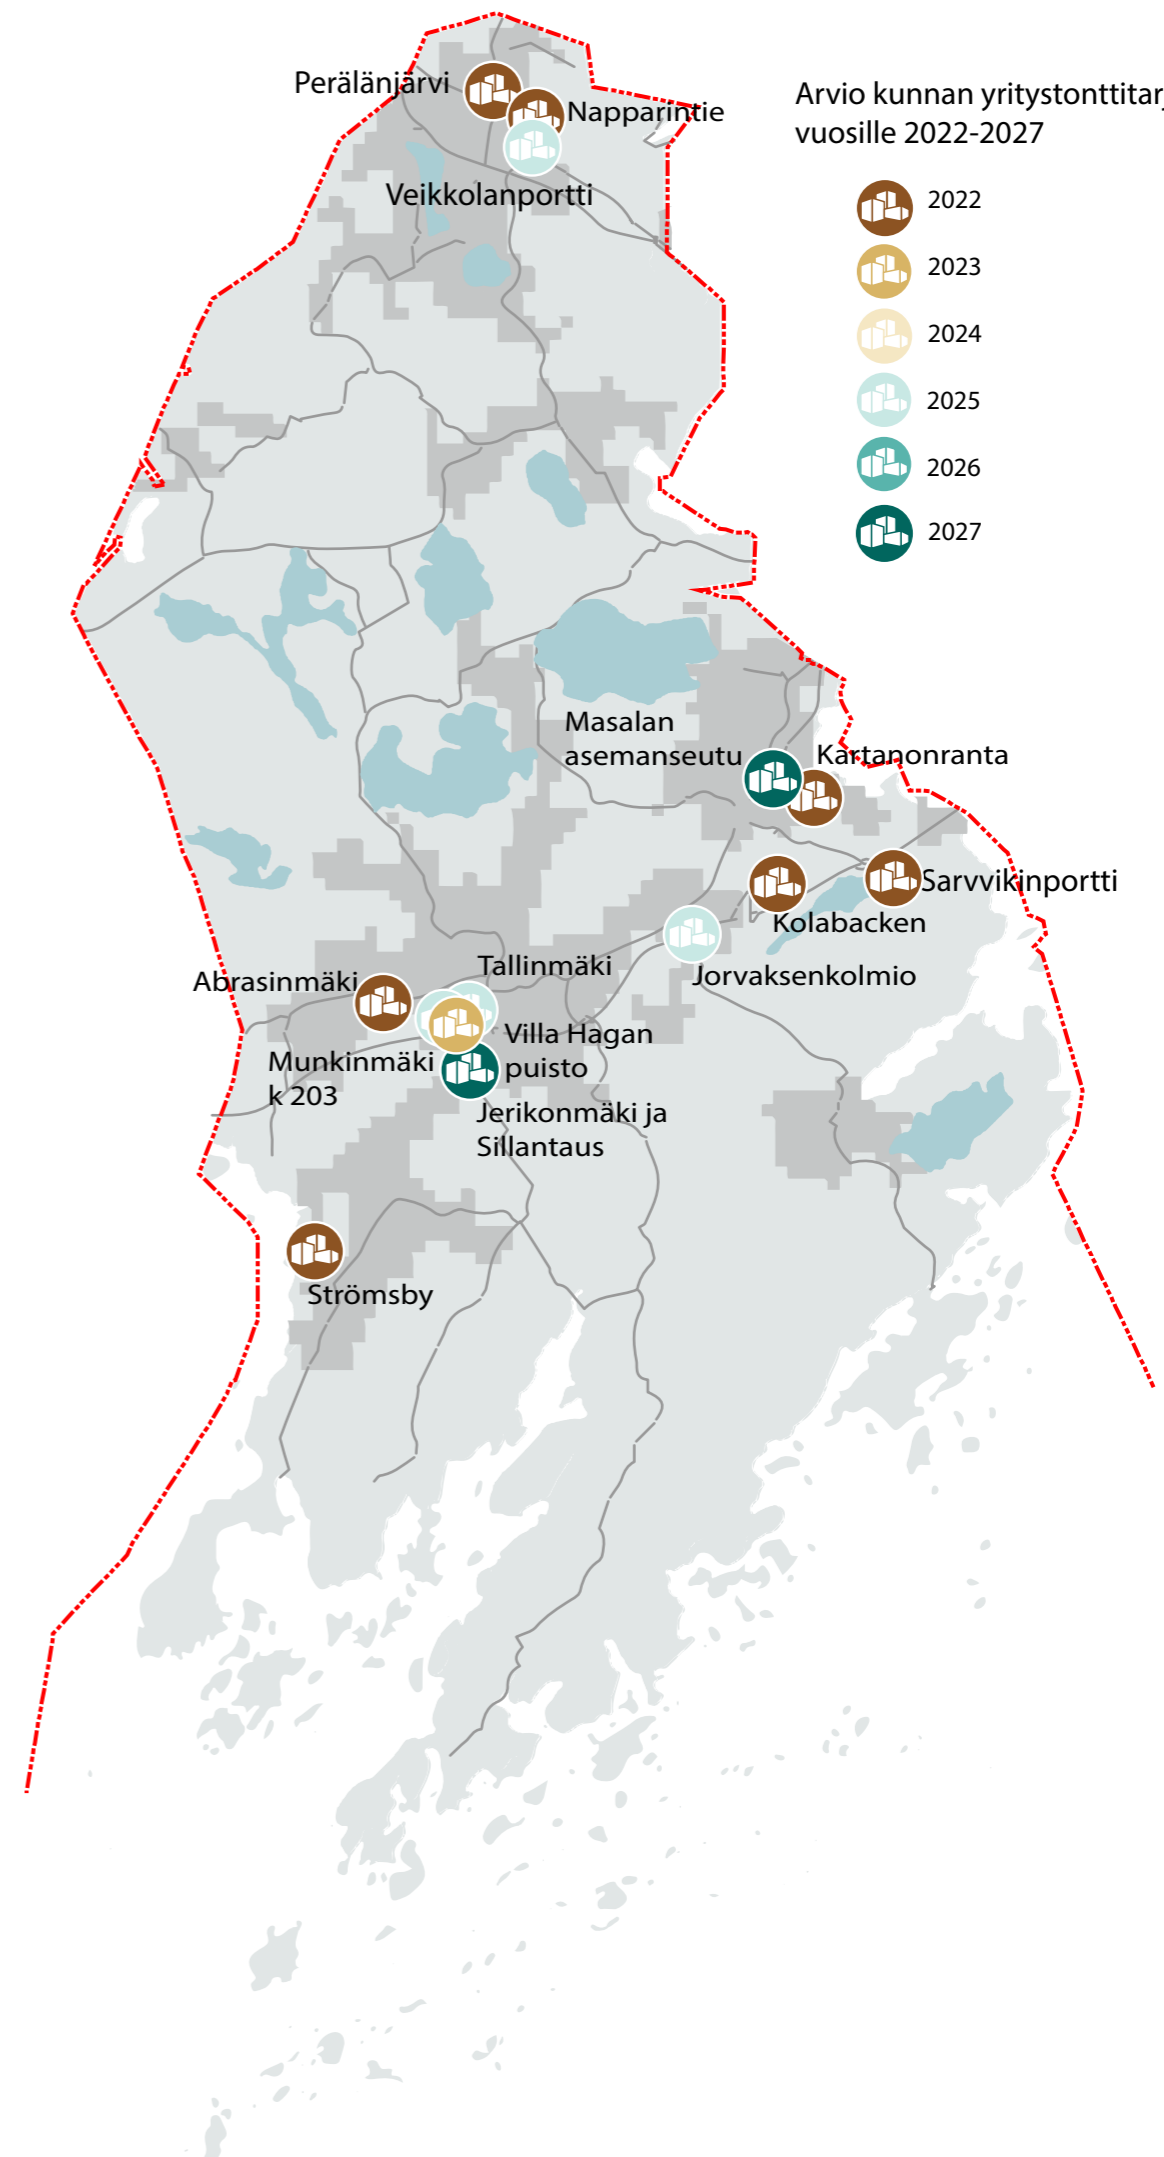 Arvio kunnan yritystonttitar
vuosille 2022-2027
2022
2023
2024
2025
2026
2027
Perälänjärvi
Napparintie
Veikkolanportti
Masalan
asemanseutu
Kartanonranta
Sarvvikinportti
Kolabacken
Jorvaksenkolmio
Tallinmäki
Abrasinmäki
Villa Hagan
puisto
Munkinmäki
k 203
Jerikonmäki ja
Sillantaus
Strömsby